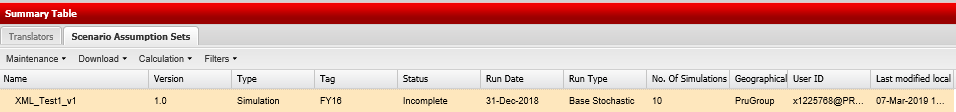 Summary Table
Translators Scenario Assumption Sets
Maintenance Download Calculation Filters
Name Version Type Tag Status Run Date Run Type No. Of Simulations Geographical User ID Last modified local
XML_Test1_v1 1.0 Simulation FY16 Incomplete 31-Dec-2018 Base Stochastic 10 PruGroup x1225768@PR... 07-Mar-2019 1...